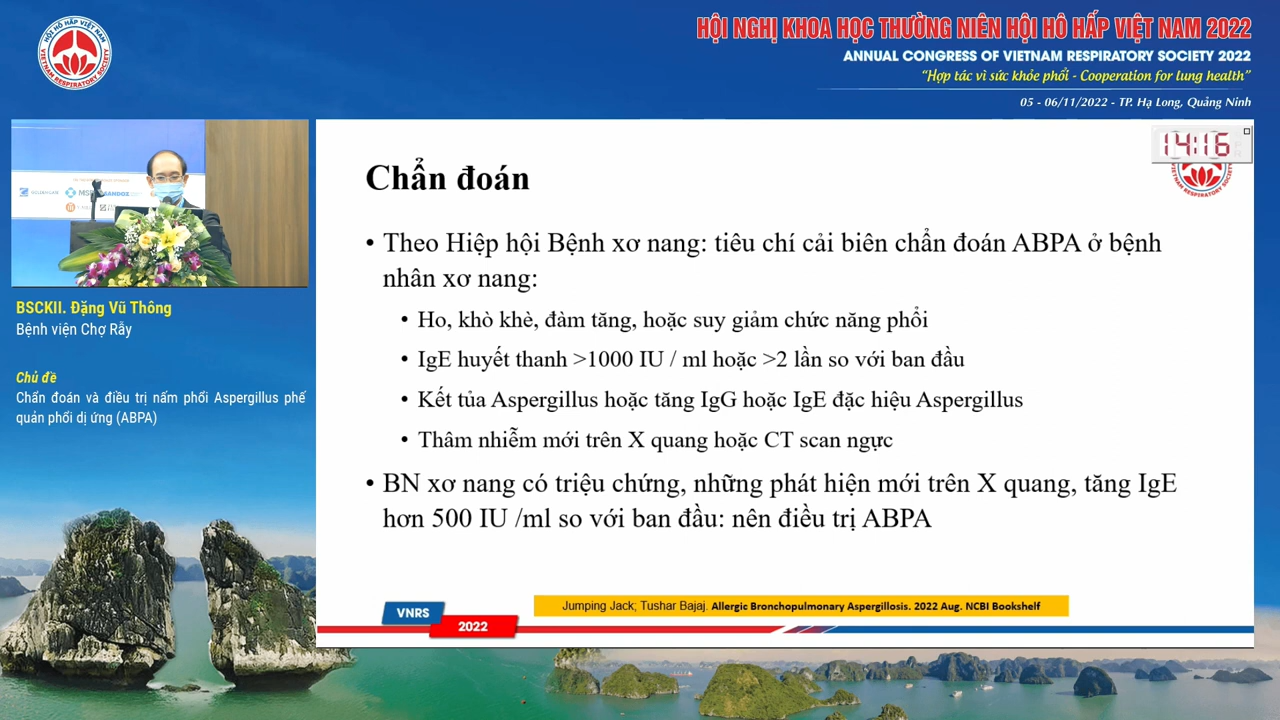 HỘI HÔ HẤP VIỆT NAM
VIETNAM RESPIRATORY SOCIETY
HỘI NGHỊ KHOA HỌC THƯỜNG NIÊN HỘI HÔ HẤP VIỆT NAM 2022
ANNUAL CONGRESS OF VIETNAM RESPIRATORY SOCIETY 2022
“Hợp tác vì sức khỏe phổi - Cooperation for lung health”
05 - 06/11/2022 - TP. Hạ Long, Quảng Ninh
BSCKII. Đặng Vũ Thông
Bệnh viện Chợ Rẫy
Chủ đề
Chẩn đoán và điều trị nấm phổi Aspergillus phế
quản phổi dị ứng (ABPA)
14:16
Chẩn đoán
• Theo Hiệp hội Bệnh xơ nang: tiêu chí cải biên chẩn đoán ABPA ở bệnh
nhân xơ nang:
• Ho, khò khè, đàm tăng, hoặc suy giảm chức năng phổi
• IgE huyết thanh >1000 IU / ml hoặc >2 lần so với ban đầu
• Kết tủa Aspergillus hoặc tăng IgG hoặc IgE đặc hiệu Aspergillus
• Thâm nhiễm mới trên X quang hoặc CT scan ngực
• BN xơ nang có triệu chứng, những phát hiện mới trên X quang, tăng IgE
hơn 500 IU /ml so với ban đầu: nên điều trị ABPA
Jumping Jack; Tushar Bajaj. Allergic Bronchopulmonary Aspergillosis. 2022 Aug. NCBI Bookshelf
VNRS
2022